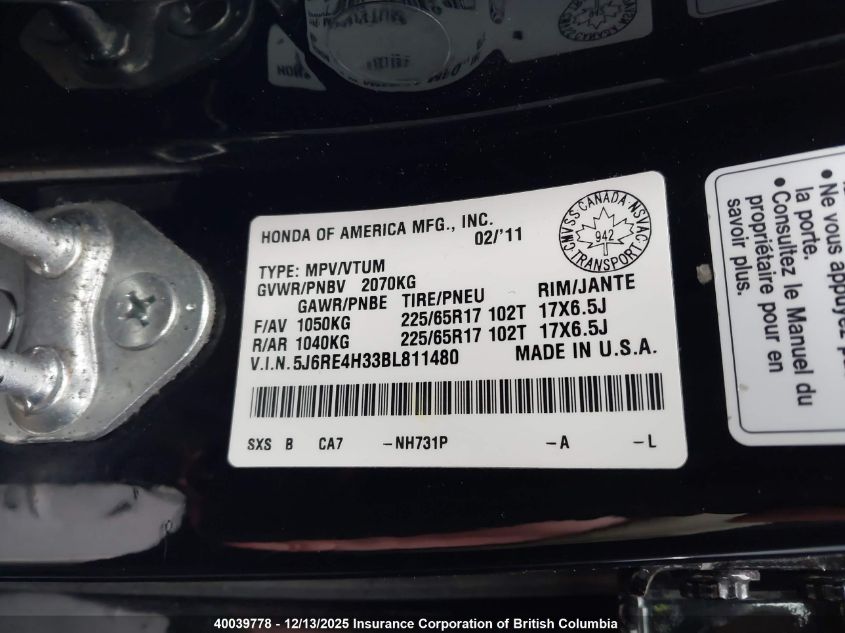 HONDA OF AMERICA MFG., INC.
02/'11
CMVSS CANADA NSVAC
942
TRANSPORT
TYPE: MPV/VTUM
GVWR/PNBV 2070KG
GAWR/PNBE TIRE/PNEU RIM/JANTE
F/AV 1050KG 225/65R17 102T 17X6.5J
R/AR 1040KG 225/65R17 102T 17X6.5J
V.I.N. 5J6RE4H33BL811480 MADE IN U.S.A.
SXS B CA7 -NH731P -A -L
• Ne vous appuyez
la porte.
• Consultez le Manuel du
propriétaire pour en
savoir plus.
40039778 - 12/13/2025 Insurance Corporation of British Columbia